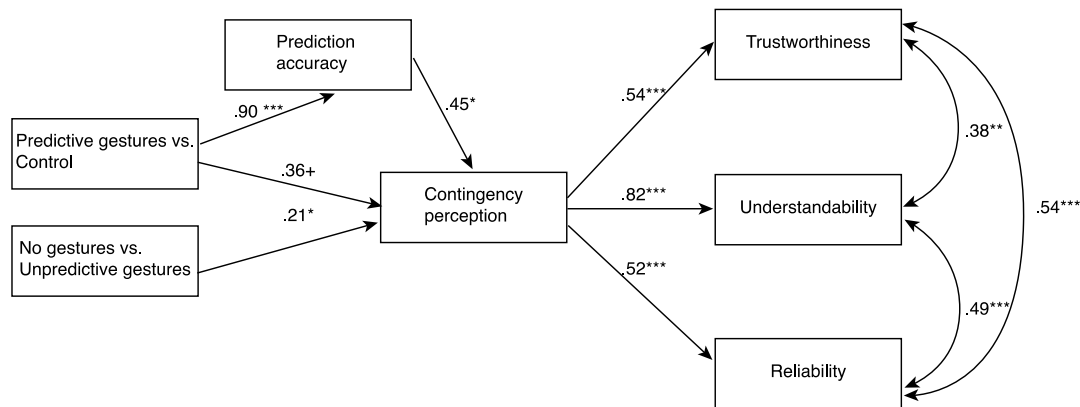 Prediction
accuracy
Trustworthiness
.90 ***
.45*
.54***
.38**
Predictive gestures vs.
Control
.36+
Contingency
perception
.82***
Understandability
.54***
.21*
No gestures vs.
Unpredictive gestures
.52***
.49***
Reliability